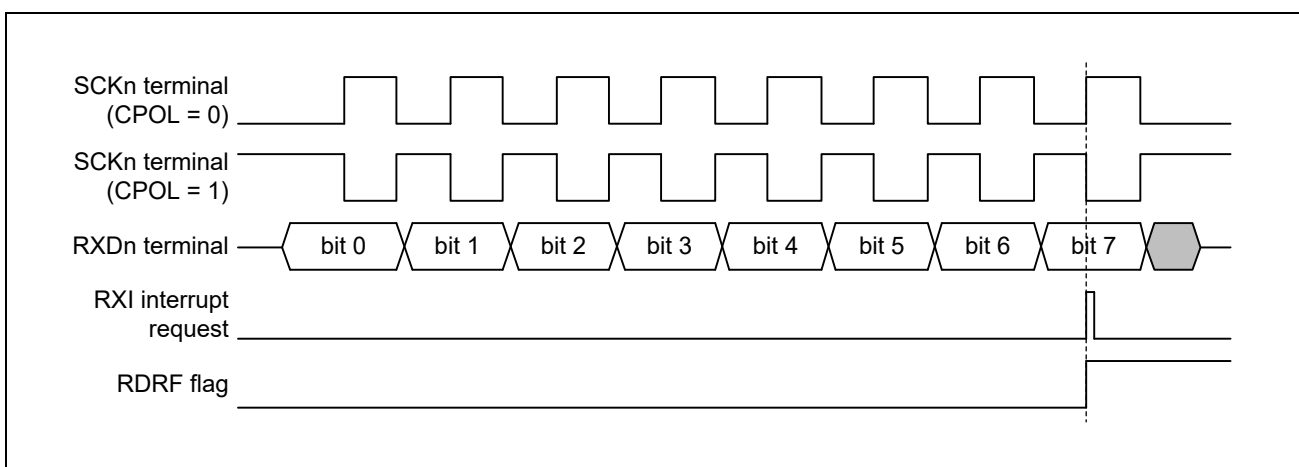 SCKn terminal
(CPOL = 0)
SCKn terminal
(CPOL = 1)
RXDn terminal
bit 0 bit 1 bit 2 bit 3 bit 4 bit 5 bit 6 bit 7
RXI interrupt
request
RDRF flag